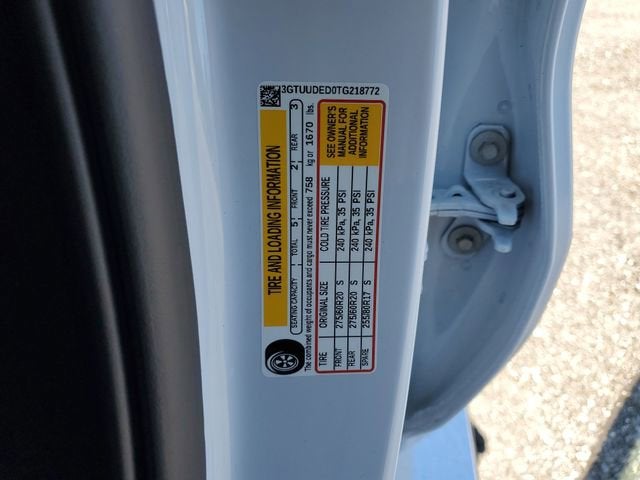 3GTUUDED0TG218772
TIRE AND LOADING INFORMATION
SEATING CAPACITY TOTAL 5 FRONT 2 REAR 3
The combined weight of occupants and cargo must never exceed 758 kg or 1670 lbs.
TIRE ORIGINAL SIZE COLD TIRE PRESSURE
FRONT 275/60R20 S 240 kPa, 35 PSI
REAR 275/60R20 S 240 kPa, 35 PSI
SPARE 255/80R17 S 240 kPa, 35 PSI
SEE OWNER'S
MANUAL FOR
ADDITIONAL
INFORMATION